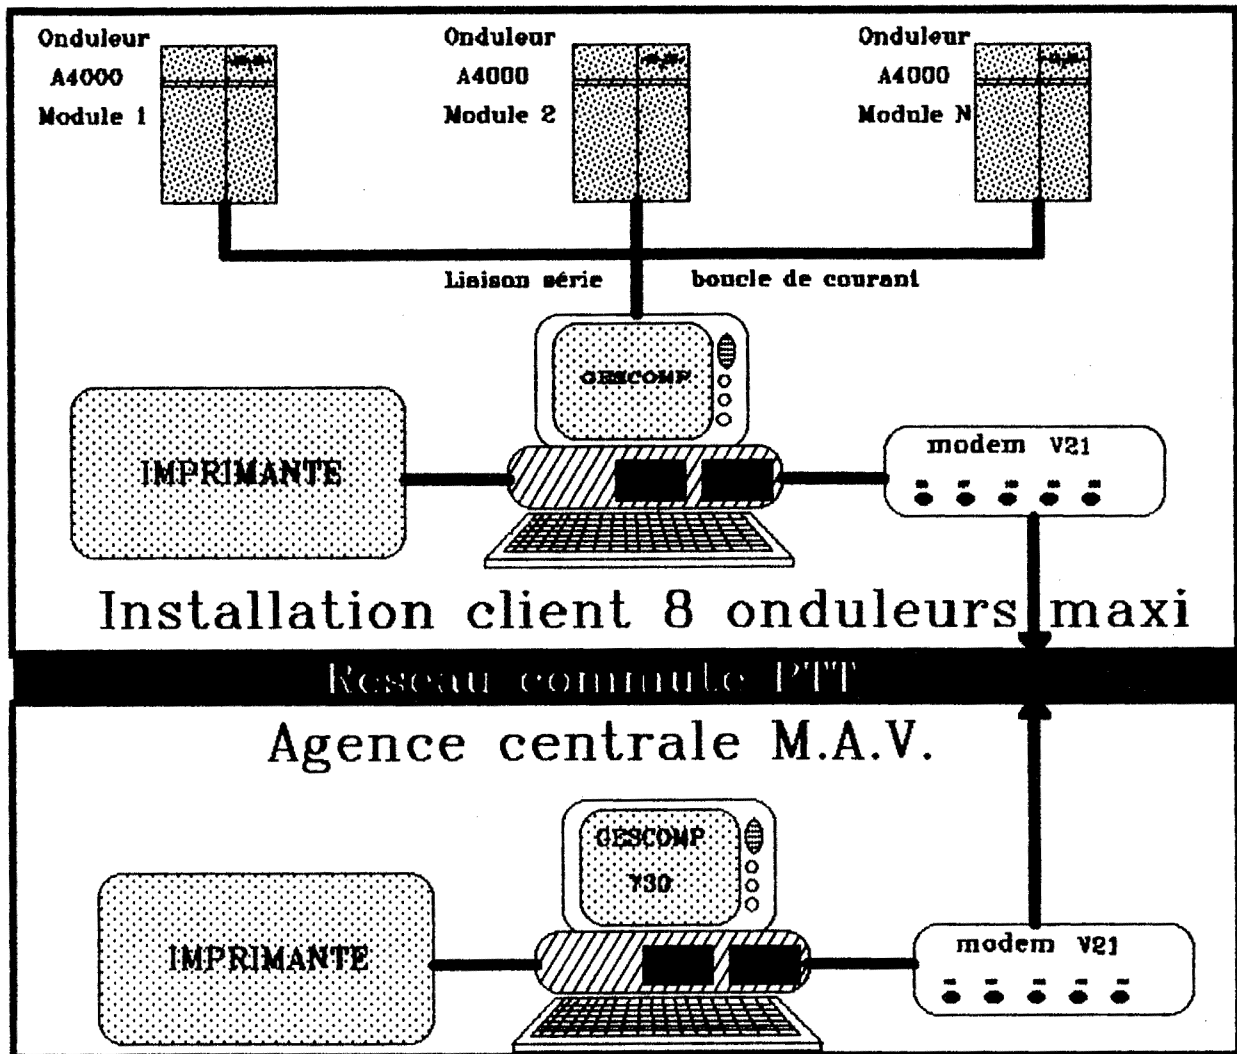 Onduleur
A4000
Module 1
Onduleur
A4000
Module 2
Onduleur
A4000
Module N
Liaison série boucle de courant
GESCOMP
IMPRIMANTE
modem V21
Installation client 8 onduleurs maxi
Reseau commute PTT
Agence centrale M.A.V.
GESCOMP
730
IMPRIMANTE
modem V21